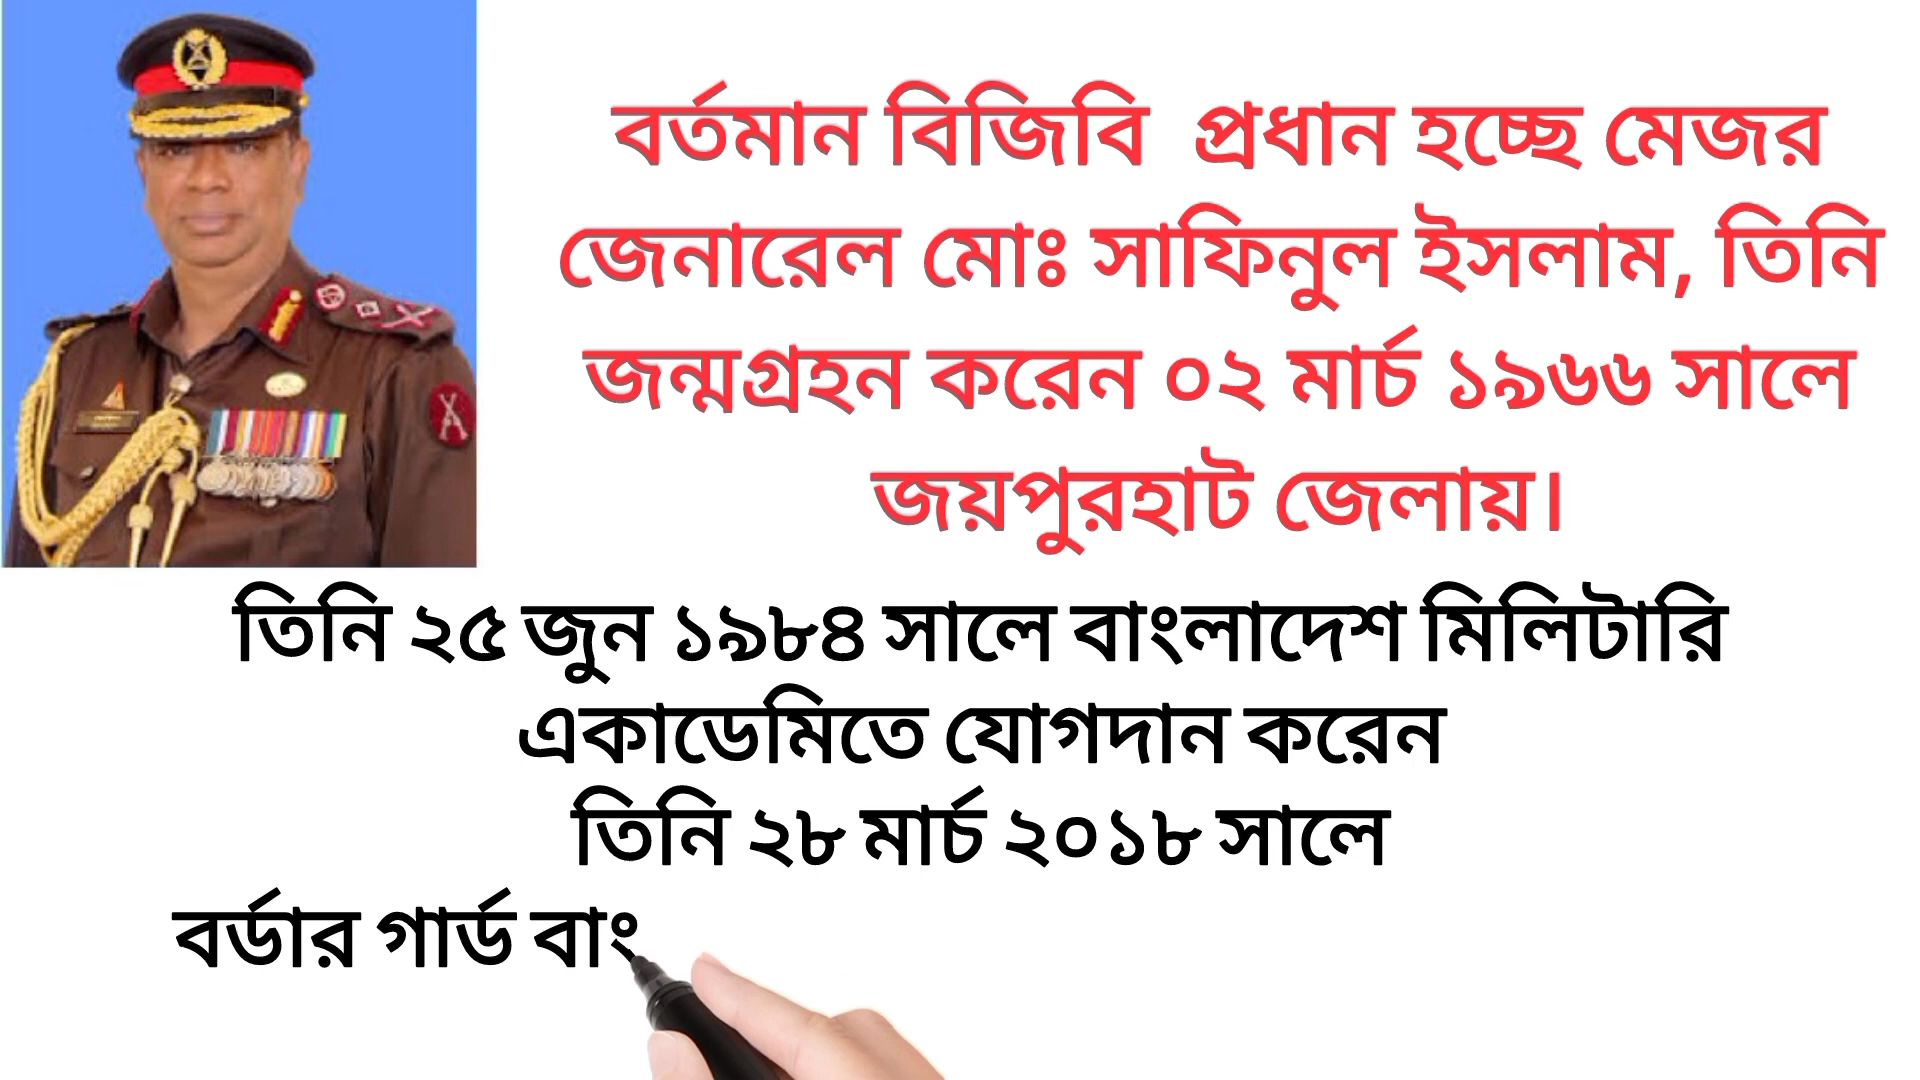 বর্তমান বিজিবি প্রধান হচ্ছে মেজর
জেনারেল মোঃ সাফিনুল ইসলাম, তিনি
জন্মগ্রহন করেন ০২ মার্চ ১৯৬৬ সালে
জয়পুরহাট জেলায়।
তিনি ২৫ জুন ১৯৮৪ সালে বাংলাদেশ মিলিটারি
একাডেমিতে যোগদান করেন
তিনি ২৮ মার্চ ২০১৮ সালে
বর্ডার গার্ড বাং